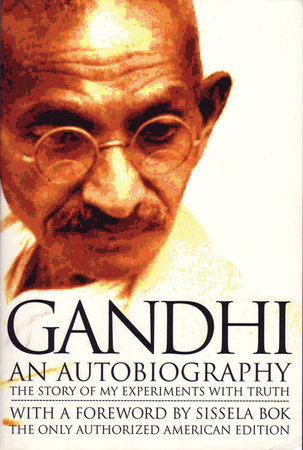 GANDHI
AN AUTOBIOGRAPHY
THE STORY OF MY EXPERIMENTS WITH TRUTH
WITH A FOREWORD BY SISSELA BOK
THE ONLY AUTHORIZED AMERICAN EDITION